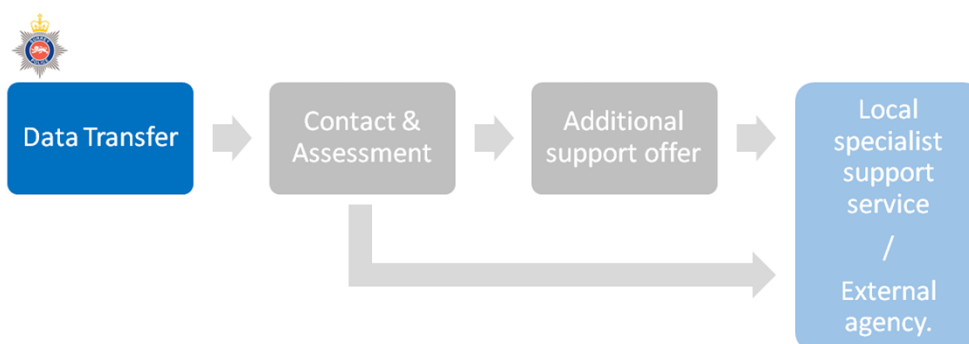 Data Transfer
Contact &
Assessment
Additional
support offer
Local
specialist
support
service
/
External
agency.